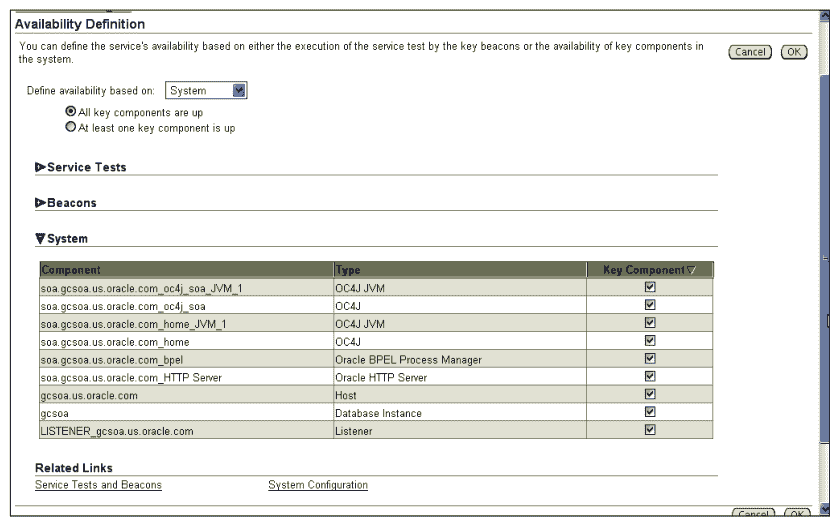 Availability Definition
You can define the service's availability based on either the execution of the service test by the key beacons or the availability of key components in
the system.
Cancel OK
Define availability based on: System
All key components are up
At least one key component is up
Service Tests
Beacons
System
Component Type Key Component
soa.gcsoa.us.oracle.com_oc4j_soa_JVM_1 OC4J JVM
soa.gcsoa.us.oracle.com_oc4j_soa OC4J
soa.gcsoa.us.oracle.com_home_JVM_1 OC4J JVM
soa.gcsoa.us.oracle.com_home OC4J
soa.gcsoa.us.oracle.com_bpel Oracle BPEL Process Manager
soa.gcsoa.us.oracle.com_HTTP Server Oracle HTTP Server
gcsoa.us.oracle.com Host
gcsoa Database Instance
LISTENER_gcsoa.us.oracle.com Listener
Related Links
Service Tests and Beacons System Configuration
Cancel OK